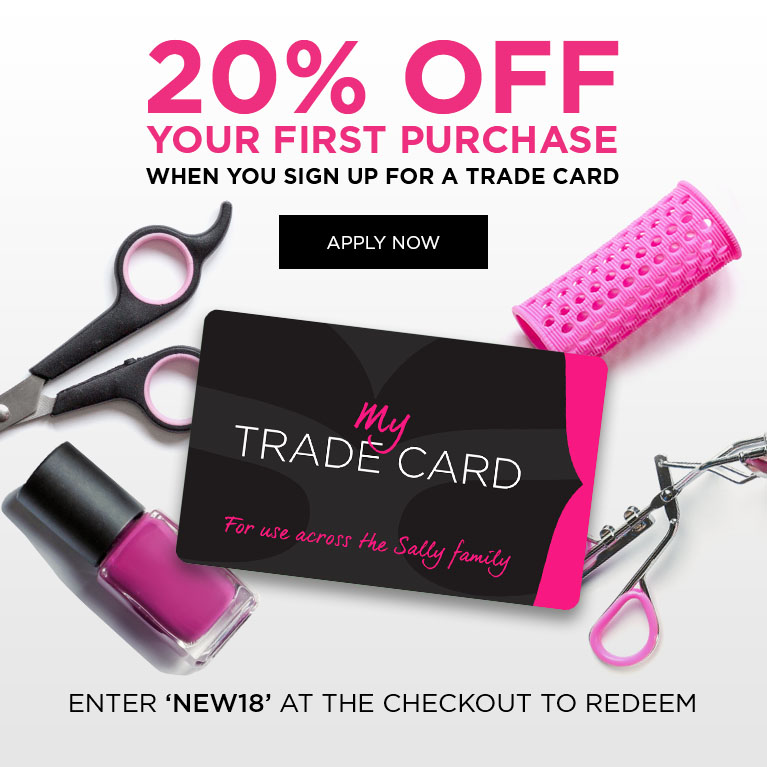 20% OFF
YOUR FIRST PURCHASE
WHEN YOU SIGN UP FOR A TRADE CARD
APPLY NOW
My
TRADE CARD
For use across the Sally family
ENTER ‘NEW18’ AT THE CHECKOUT TO REDEEM